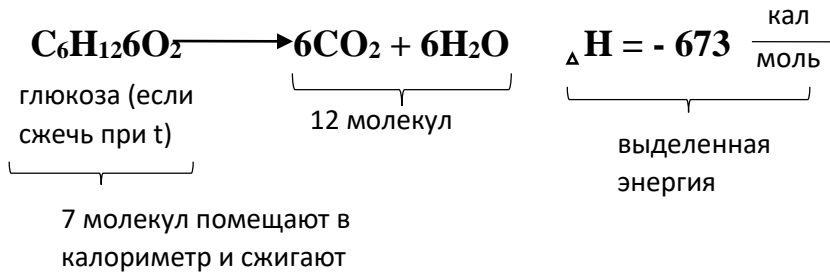 C₆H₁₂6O₂ → 6CO₂ + 6H₂O △H = - 673 кал/моль
глюкоза (если
сжечь при t)
12 молекул
выделенная
энергия
7 молекул помещают в
калориметр и сжигают